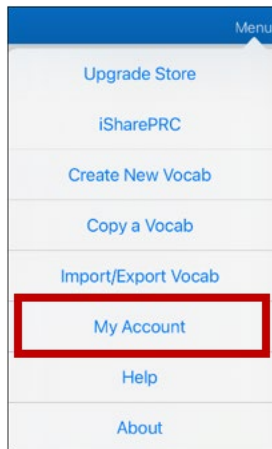 Menu
Upgrade Store
iSharePRC
Create New Vocab
Copy a Vocab
Import/Export Vocab
My Account
Help
About